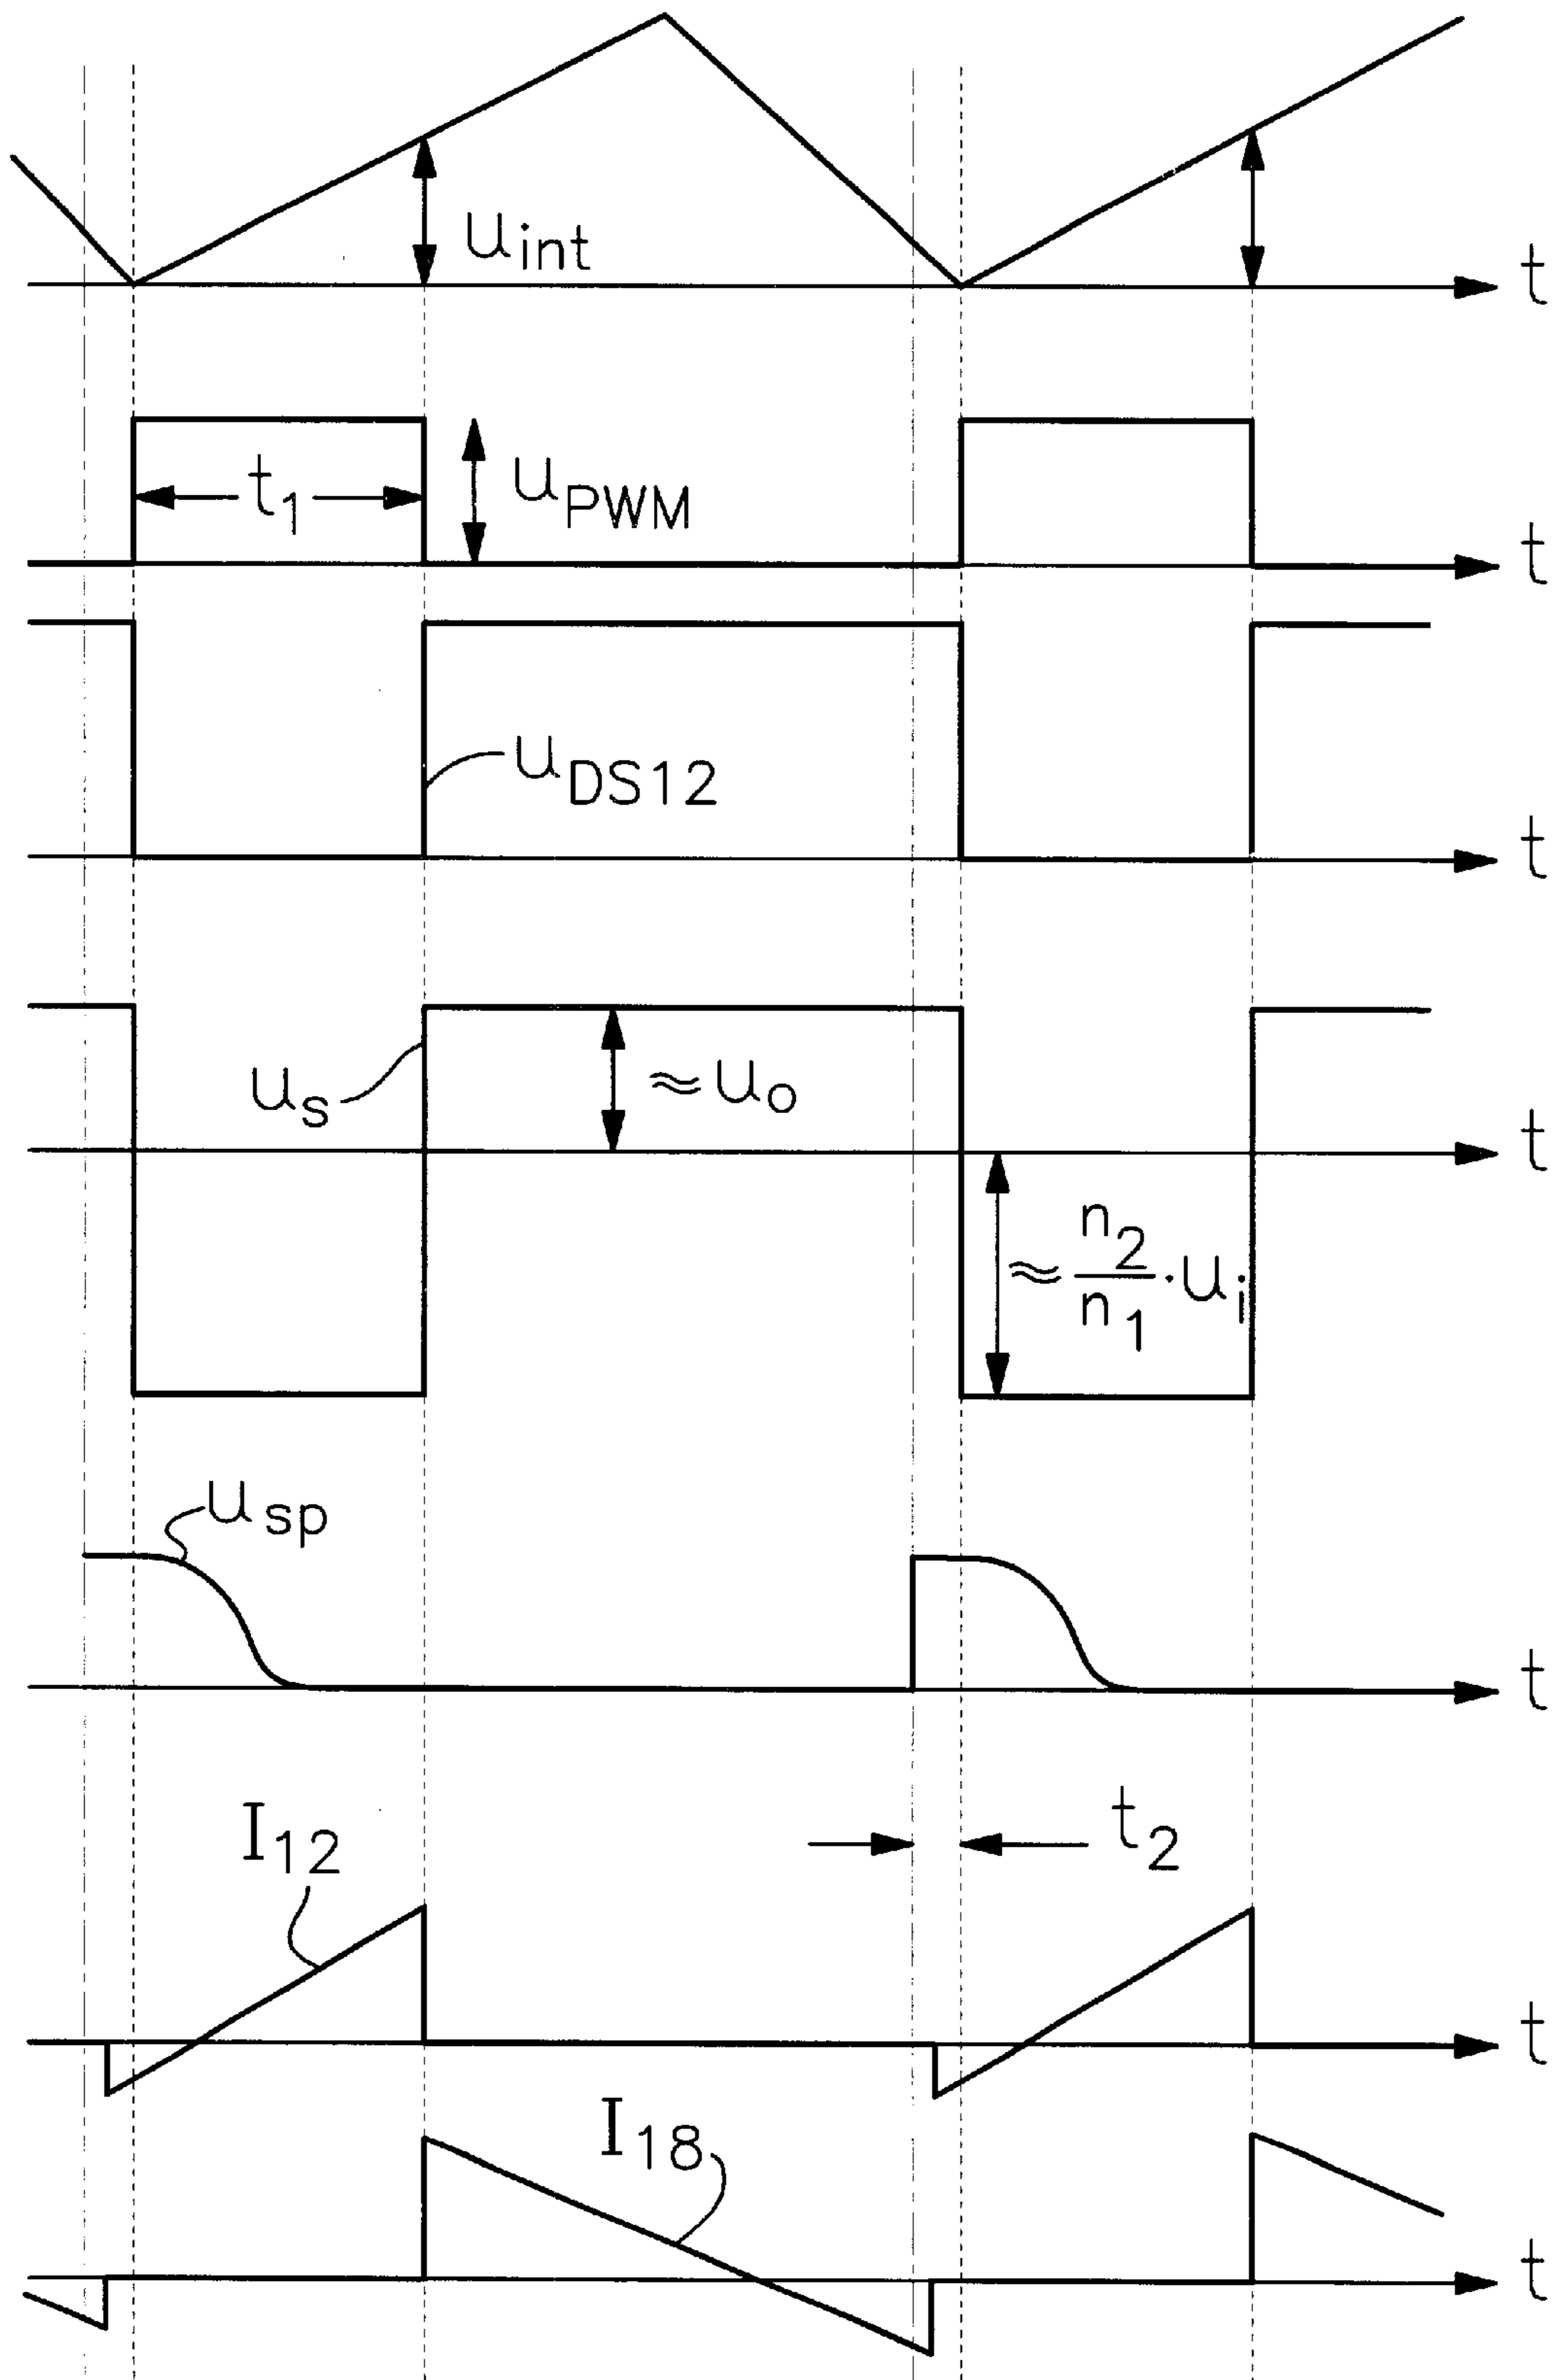 u_int
t
t_1
u_PWM
t
u_DS12
t
u_s
≈ u_o
t
≈ n_2/n_1 · u_i
u_sp
t
I_12
t_2
t
I_18
t